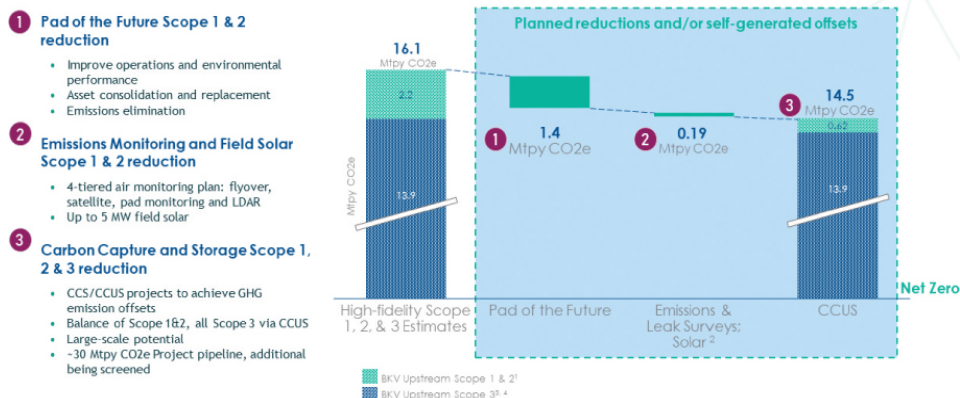 1 Pad of the Future Scope 1 & 2
reduction
• Improve operations and environmental
performance
• Asset consolidation and replacement
• Emissions elimination
2 Emissions Monitoring and Field Solar
Scope 1 & 2 reduction
• 4-tiered air monitoring plan: flyover,
satellite, pad monitoring and LDAR
• Up to 5 MW field solar
3 Carbon Capture and Storage Scope 1,
2 & 3 reduction
• CCS/CCUS projects to achieve GHG
emission offsets
• Balance of Scope 1&2, all Scope 3 via CCUS
• Large-scale potential
• ~30 Mtpy CO2e Project pipeline, additional
being screened
Planned reductions and/or self-generated offsets
16.1
Mtpy CO2e
2.2
13.9
Mtpy CO2e
1 1.4
Mtpy CO2e
2 0.19
Mtpy CO2e
3 14.5
Mtpy CO2e
0.62
13.9
Net Zero
High-fidelity Scope
1, 2, & 3 Estimates
Pad of the Future
Emissions &
Leak Surveys;
Solar 2
CCUS
BKV Upstream Scope 1 & 2¹
BKV Upstream Scope 3³, ⁴